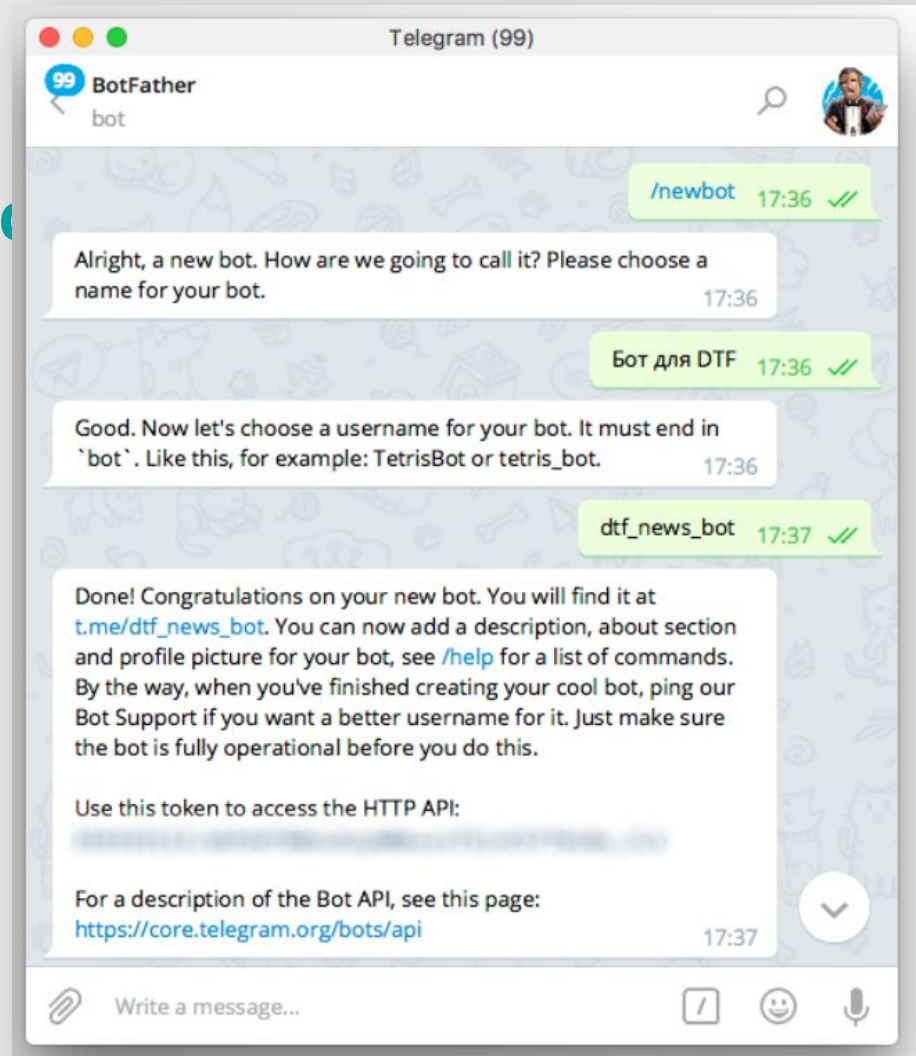 Telegram (99)
99
BotFather
bot
/newbot 17:36
Alright, a new bot. How are we going to call it? Please choose a
name for your bot.
17:36
Бот для DTF 17:36
Good. Now let's choose a username for your bot. It must end in
`bot`. Like this, for example: TetrisBot or tetris_bot.
17:36
dtf_news_bot 17:37
Done! Congratulations on your new bot. You will find it at
t.me/dtf_news_bot. You can now add a description, about section
and profile picture for your bot, see /help for a list of commands.
By the way, when you've finished creating your cool bot, ping our
Bot Support if you want a better username for it. Just make sure
the bot is fully operational before you do this.
Use this token to access the HTTP API:
For a description of the Bot API, see this page:
https://core.telegram.org/bots/api
17:37
Write a message...